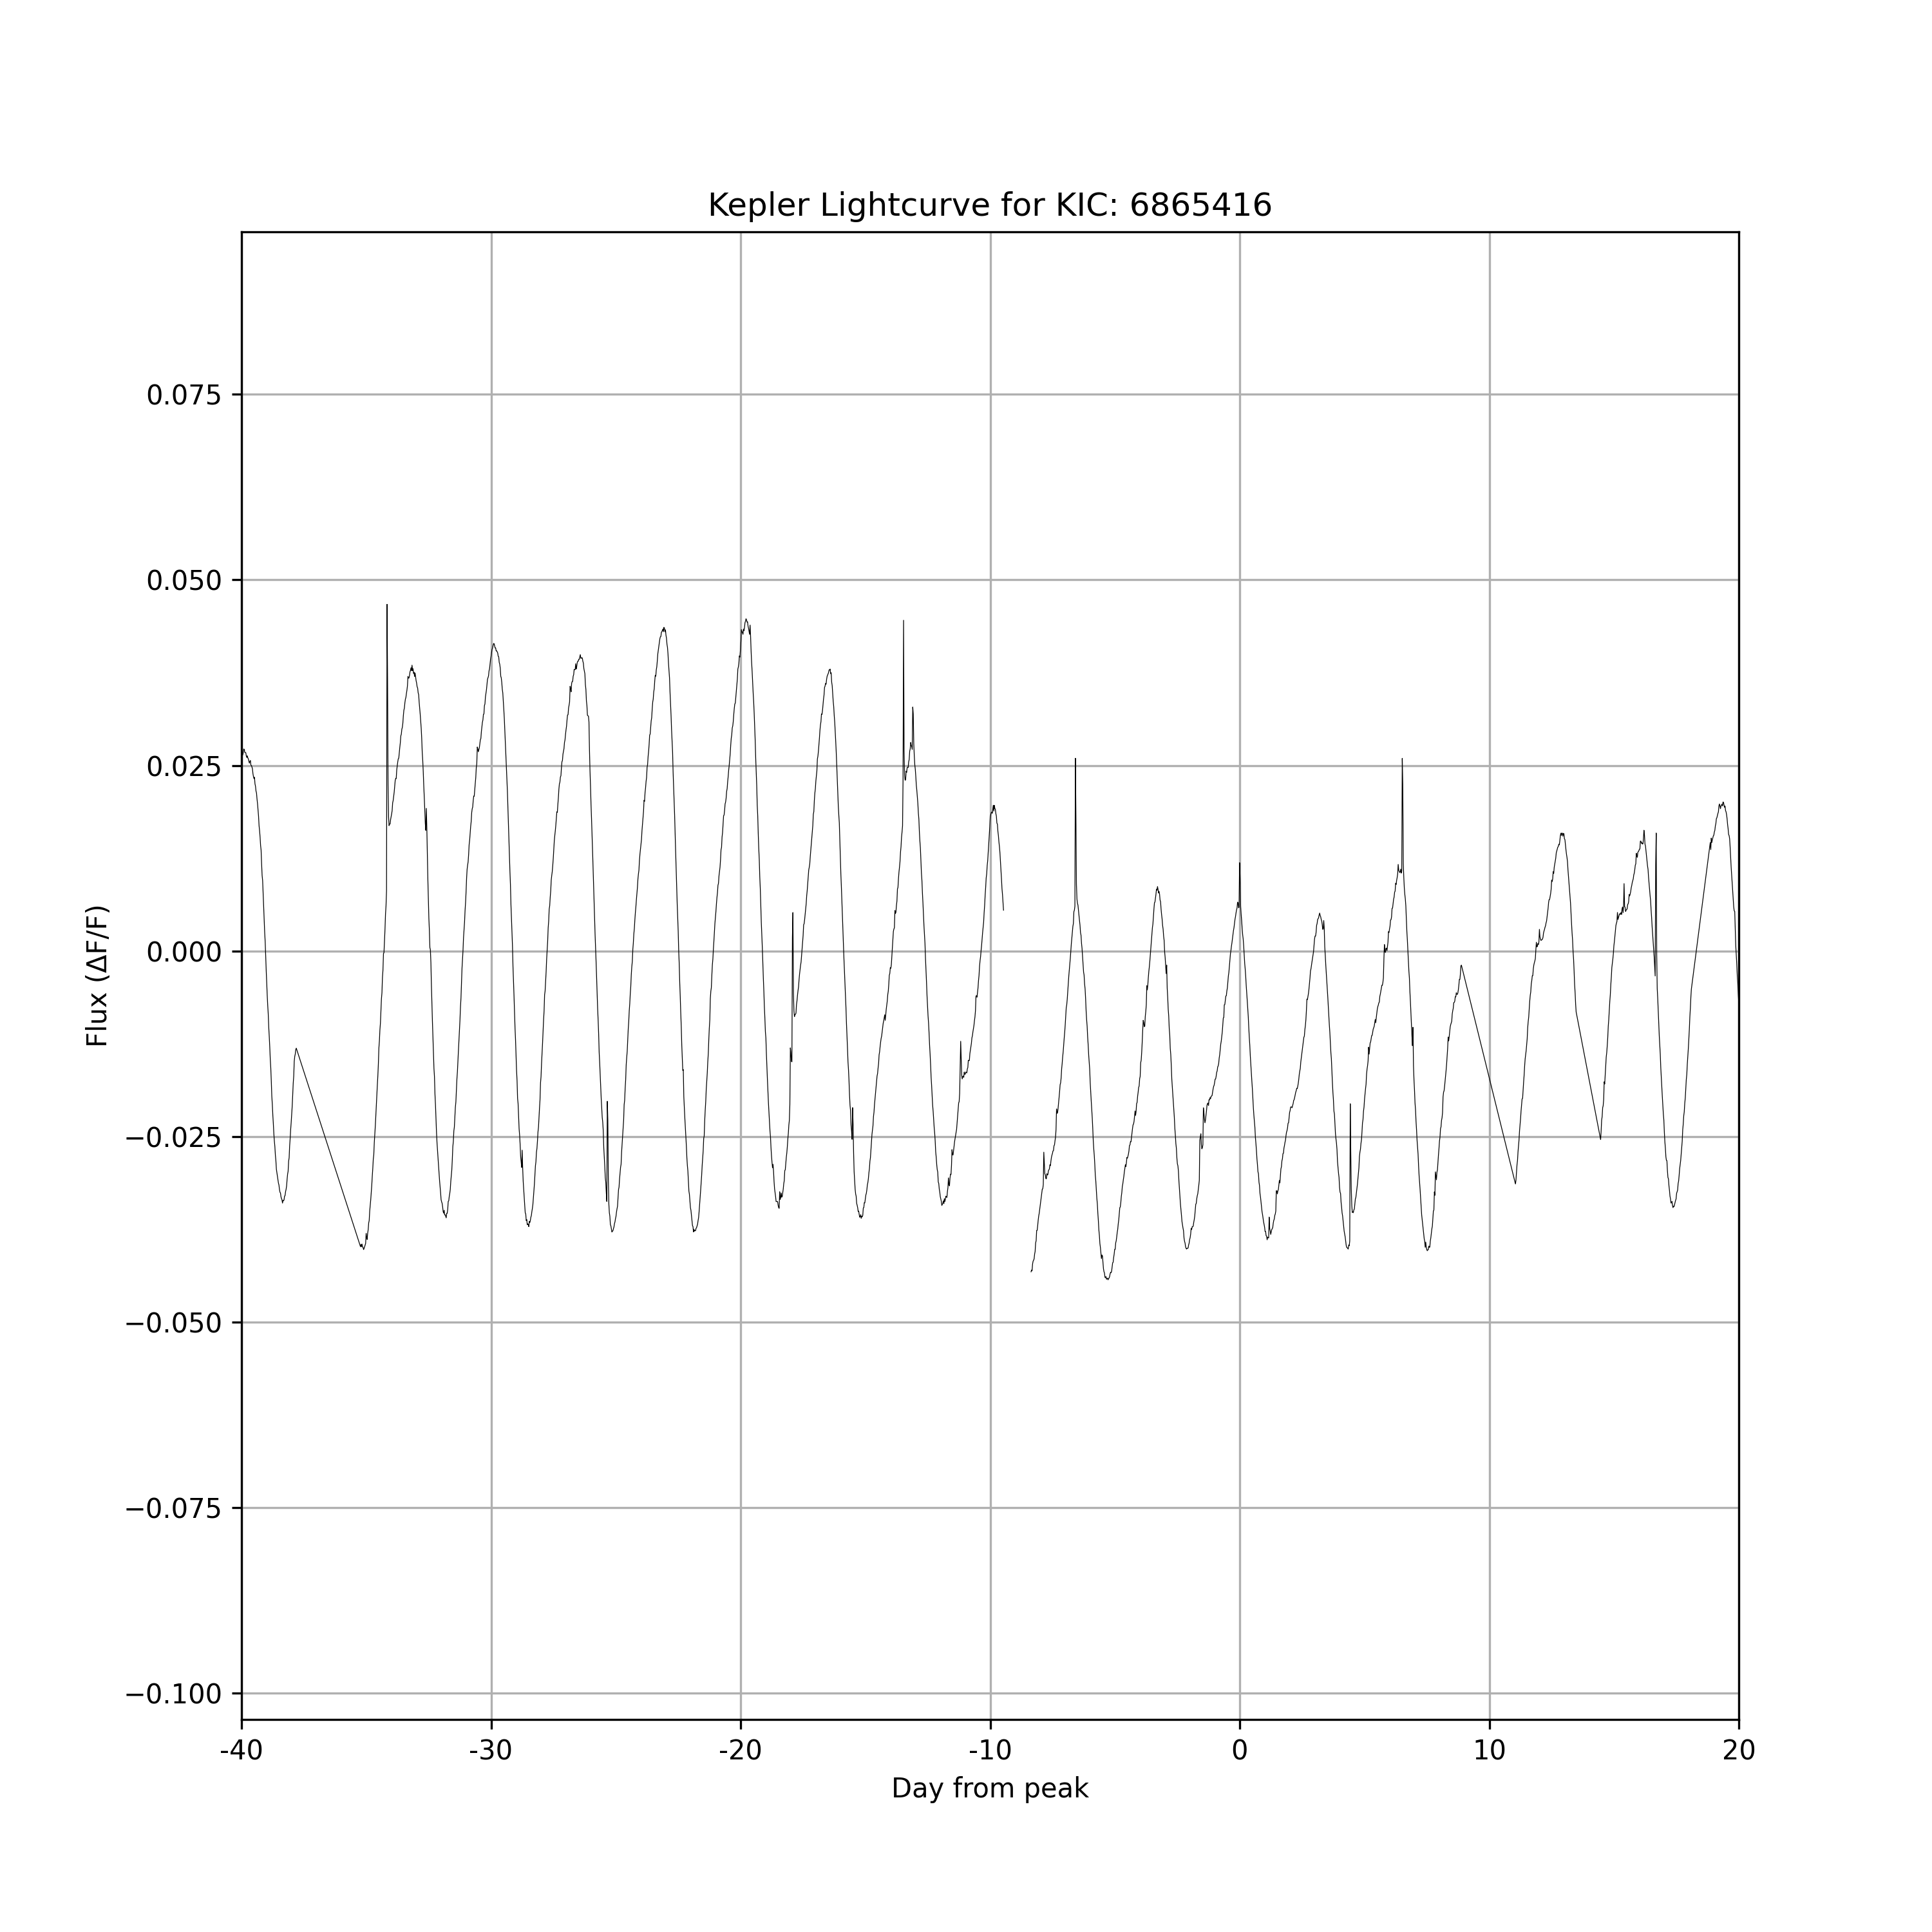 Kepler Lightcurve for KIC: 6865416
Flux (ΔF/F)
0.075
0.050
0.025
0.000
−0.025
−0.050
−0.075
−0.100
-40 -30 -20 -10 0 10 20
Day from peak